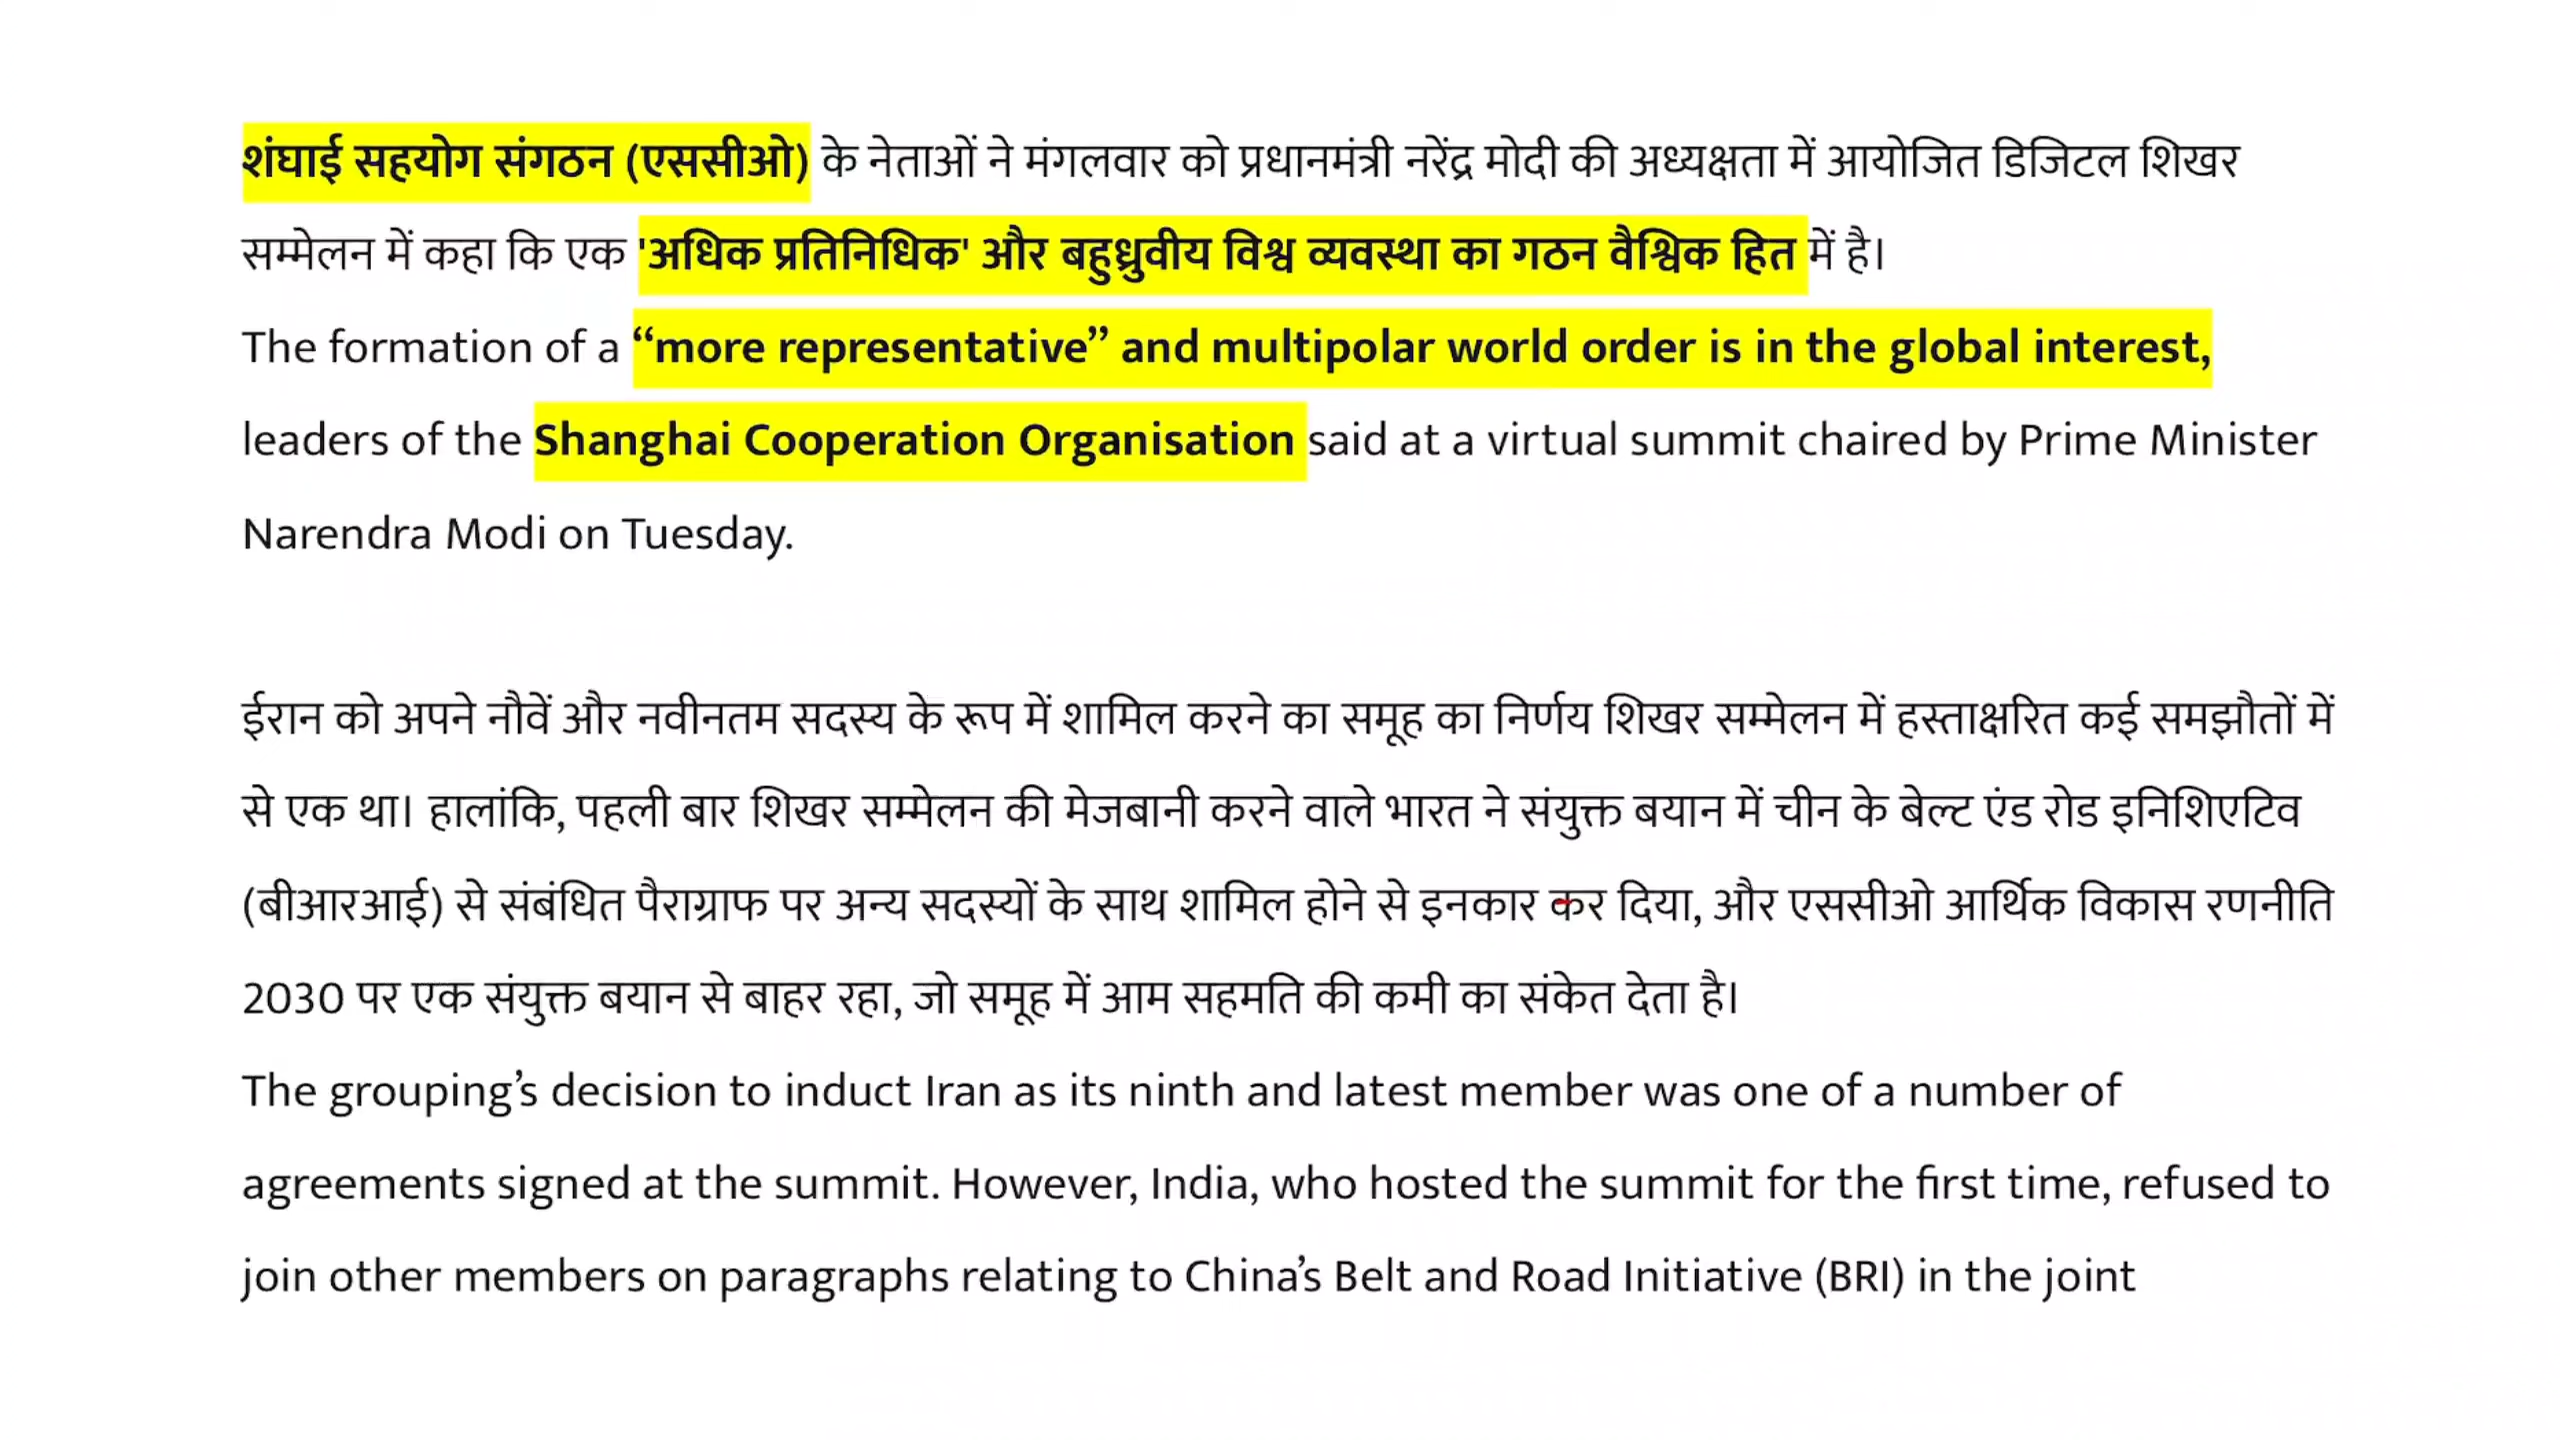 शंघाई सहयोग संगठन (एससीओ) के नेताओं ने मंगलवार को प्रधानमंत्री नरेंद्र मोदी की अध्यक्षता में आयोजित डिजिटल शिखर
सम्मेलन में कहा कि एक 'अधिक प्रतिनिधिक' और बहुध्रुवीय विश्व व्यवस्था का गठन वैश्विक हित में है।
The formation of a “more representative” and multipolar world order is in the global interest,
leaders of the Shanghai Cooperation Organisation said at a virtual summit chaired by Prime Minister
Narendra Modi on Tuesday.
ईरान को अपने नौवें और नवीनतम सदस्य के रूप में शामिल करने का समूह का निर्णय शिखर सम्मेलन में हस्ताक्षरित कई समझौतों में
से एक था। हालांकि, पहली बार शिखर सम्मेलन की मेजबानी करने वाले भारत ने संयुक्त बयान में चीन के बेल्ट एंड रोड इनिशिएटिव
(बीआरआई) से संबंधित पैराग्राफ पर अन्य सदस्यों के साथ शामिल होने से इनकार कर दिया, और एससीओ आर्थिक विकास रणनीति
2030 पर एक संयुक्त बयान से बाहर रहा, जो समूह में आम सहमति की कमी का संकेत देता है।
The grouping’s decision to induct Iran as its ninth and latest member was one of a number of
agreements signed at the summit. However, India, who hosted the summit for the first time, refused to
join other members on paragraphs relating to China’s Belt and Road Initiative (BRI) in the joint